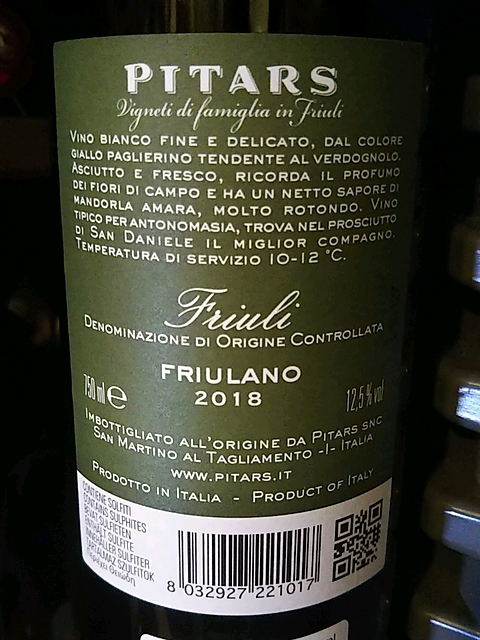 PITARS
Vigneti di famiglia in Friuli
VINO BIANCO FINE E DELICATO, DAL COLORE
GIALLO PAGLIERINO TENDENTE AL VERDOGNOLO.
ASCIUTTO E FRESCO, RICORDA IL PROFUMO
DEI FIORI DI CAMPO E HA UN NETTO SAPORE DI
MANDORLA AMARA, MOLTO ROTONDO. VINO
TIPICO PER ANTONOMASIA, TROVA NEL PROSCIUTTO
DI SAN DANIELE IL MIGLIOR COMPAGNO.
TEMPERATURA DI SERVIZIO 10-12 °C.
Friuli
DENOMINAZIONE DI ORIGINE CONTROLLATA
FRIULANO
2018
750 ml e 12,5% vol
IMBOTTIGLIATO ALL'ORIGINE DA PITARS SNC
SAN MARTINO AL TAGLIAMENTO -I- ITALIA
WWW.PITARS.IT
PRODOTTO IN ITALIA - PRODUCT OF ITALY
CONTIENE SOLFITI
CONTAINS SULPHITES
SULFIETEN
SULFITE
SULFITER
SZULFITOK
8 032927 221017